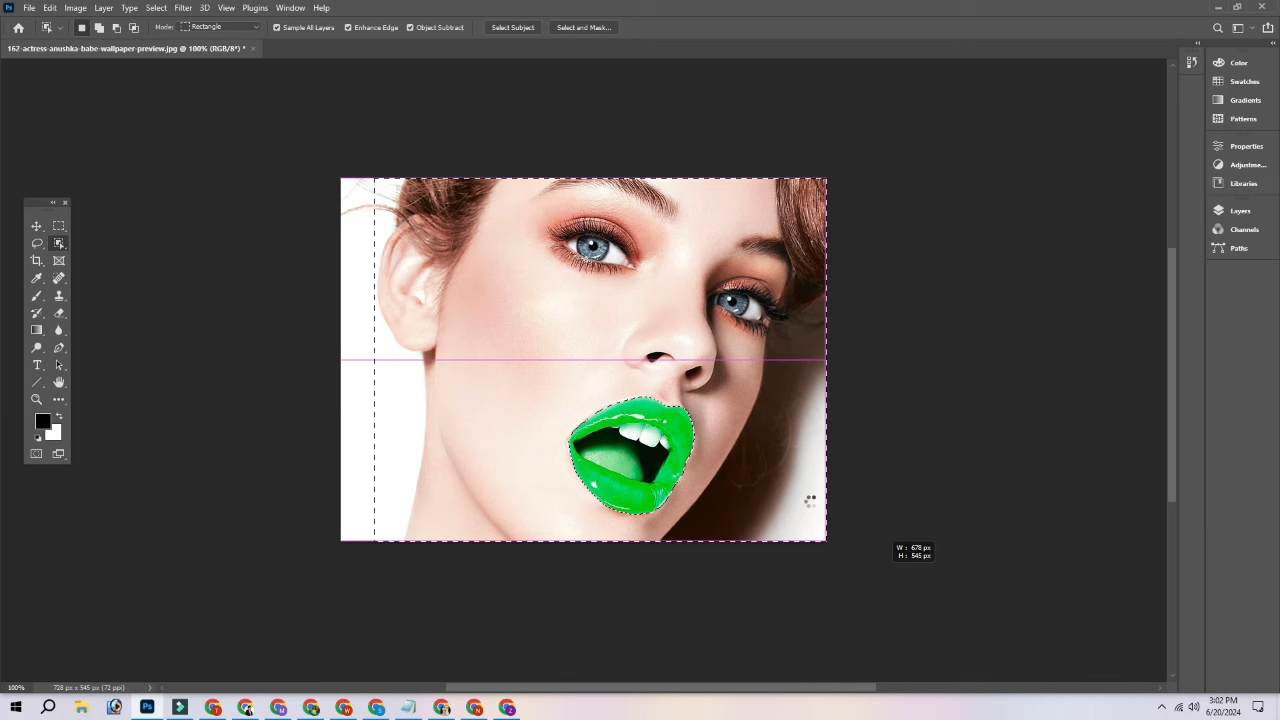 Ps File Edit Image Layer Type Select Filter 3D View Plugins Window Help
Mode: Rectangle Sample All Layers Enhance Edge Object Subtract Select Subject Select and Mask...
162-actress-anushka-babe-wallpaper-preview.jpg @ 100% (RGB/8*) * ×
Color
Swatches
Gradients
Patterns
Properties
Adjustme...
Libraries
Layers
Channels
Paths
W : 678 px
H : 545 px
100% 728 px x 545 px (72 ppi)
Ps
3:02 PM
6/20/2024